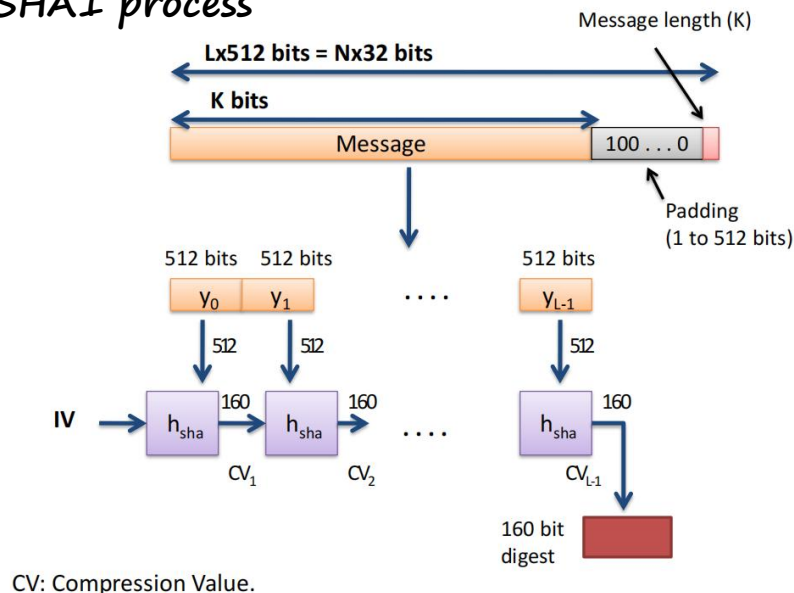 SHA1 process
Message length (K)
Lx512 bits = Nx32 bits
K bits
Message
100 . . . 0
Padding
(1 to 512 bits)
512 bits
512 bits
512 bits
y0
y1
. . . .
yL-1
512
512
512
IV
hsha
160
hsha
160
. . . .
hsha
160
CV1
CV2
CVL-1
160 bit
digest
CV: Compression Value.